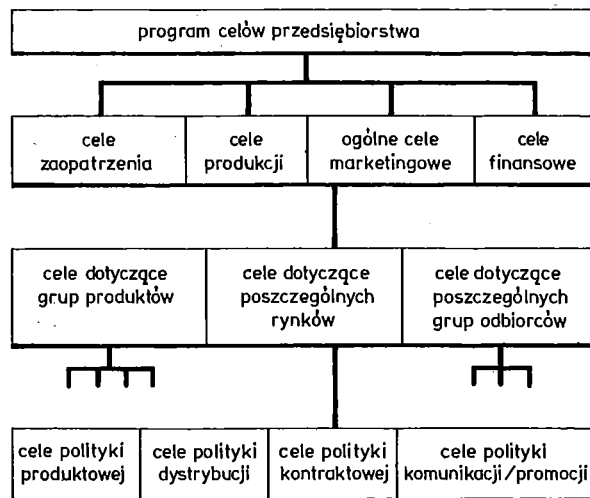 program celów przedsiębiorstwa
cele
zaopatrzenia
cele
produkcji
ogólne cele
marketingowe
cele
finansowe
cele dotyczące
grup produktów
cele dotyczące
poszczególnych
rynków
cele dotyczące
poszczególnych
grup odbiorców
cele polityki
produktowej
cele polityki
dystrybucji
cele polityki
kontraktowej
cele polityki
komunikacji/promocji